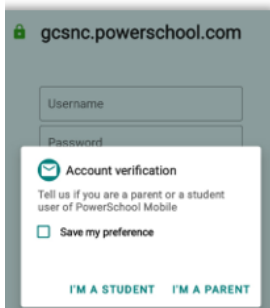 gcsnc.powerschool.com
Username
Password
Account verification
Tell us if you are a parent or a student
user of PowerSchool Mobile
Save my preference
I'M A STUDENT I'M A PARENT